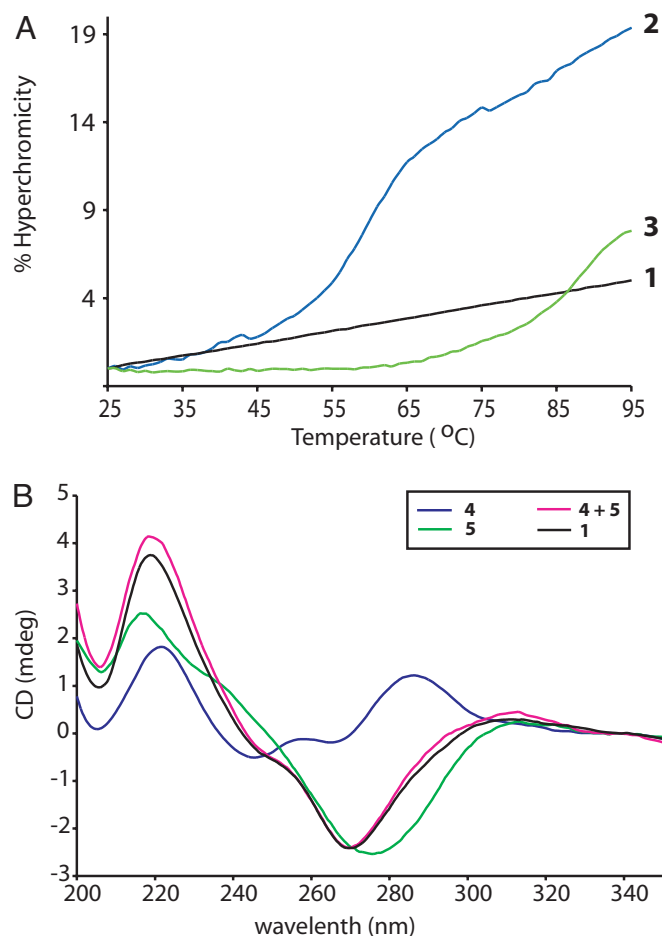 A
% Hyperchromicity
19
14
9
4
2
3
1
25 35 45 55 65 75 85 95
Temperature ( ºC)
B
CD (mdeg)
5
4
3
2
1
0
-1
-2
-3
4 4 + 5
5 1
200 220 240 260 280 300 320 340
wavelenth (nm)